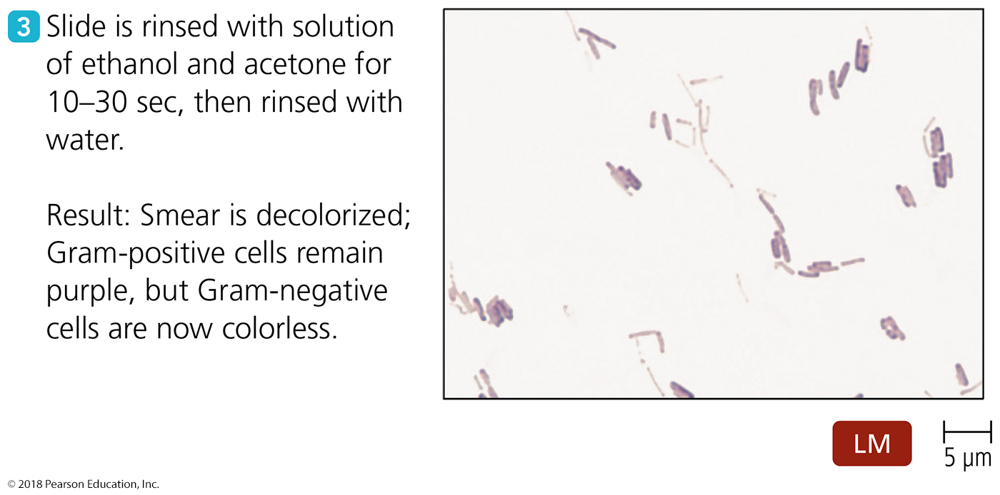 3 Slide is rinsed with solution
of ethanol and acetone for
10–30 sec, then rinsed with
water.
Result: Smear is decolorized;
Gram-positive cells remain
purple, but Gram-negative
cells are now colorless.
LM
5 μm
© 2018 Pearson Education, Inc.